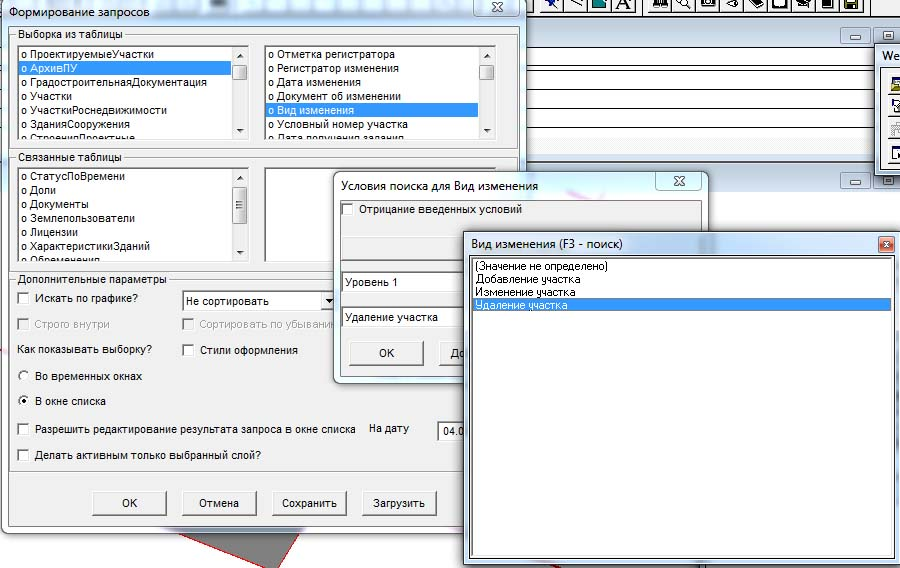 Формирование запросов
Выборка из таблицы
о ПроектируемыеУчастки
о АрхивПУ
о ГрадостроительнаяДокументация
о Участки
о УчасткиРоснедвижимости
о ЗданияСооружения
о СтроенияПроектные
о Отметка регистратора
о Регистратор изменения
о Дата изменения
о Документ об изменении
о Вид изменения
о Условный номер участка
о Дата получения задания
Связанные таблицы
о СтатусПоВремени
о Доли
о Документы
о Землепользователи
о Лицензии
о ХарактеристикиЗданий
о Обременения
Дополнительные параметры
Искать по графике?
Не сортировать
Строго внутри
Сортировать по убыванию
Как показывать выборку?
Стили оформления
Во временных окнах
В окне списка
Разрешить редактирование результата запроса в окне списка
На дату
04.0
Делать активным только выбранный слой?
OK
Отмена
Сохранить
Загрузить
Условия поиска для Вид изменения
Отрицание введенных условий
Уровень 1
Удаление участка
OK
До
Вид изменения (F3 - поиск)
(Значение не определено)
Добавление участка
Изменение участка
Удаление участка
We